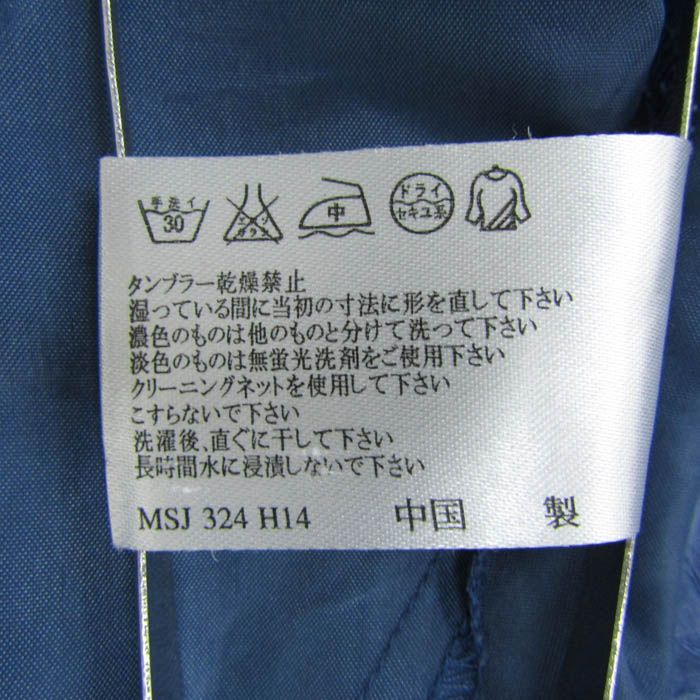 手洗イ 30 エンソサラシ 中 ドライ セキユ系
タンブラー乾燥禁止
湿っている間に当初の寸法に形を直して下さい
濃色のものは他のものと分けて洗って下さい
淡色のものは無蛍光洗剤をご使用下さい
クリーニングネットを使用して下さい
こすらないで下さい
洗濯後、直ぐに干して下さい
長時間水に浸漬しないで下さい
MSJ 324 H14 中国 製